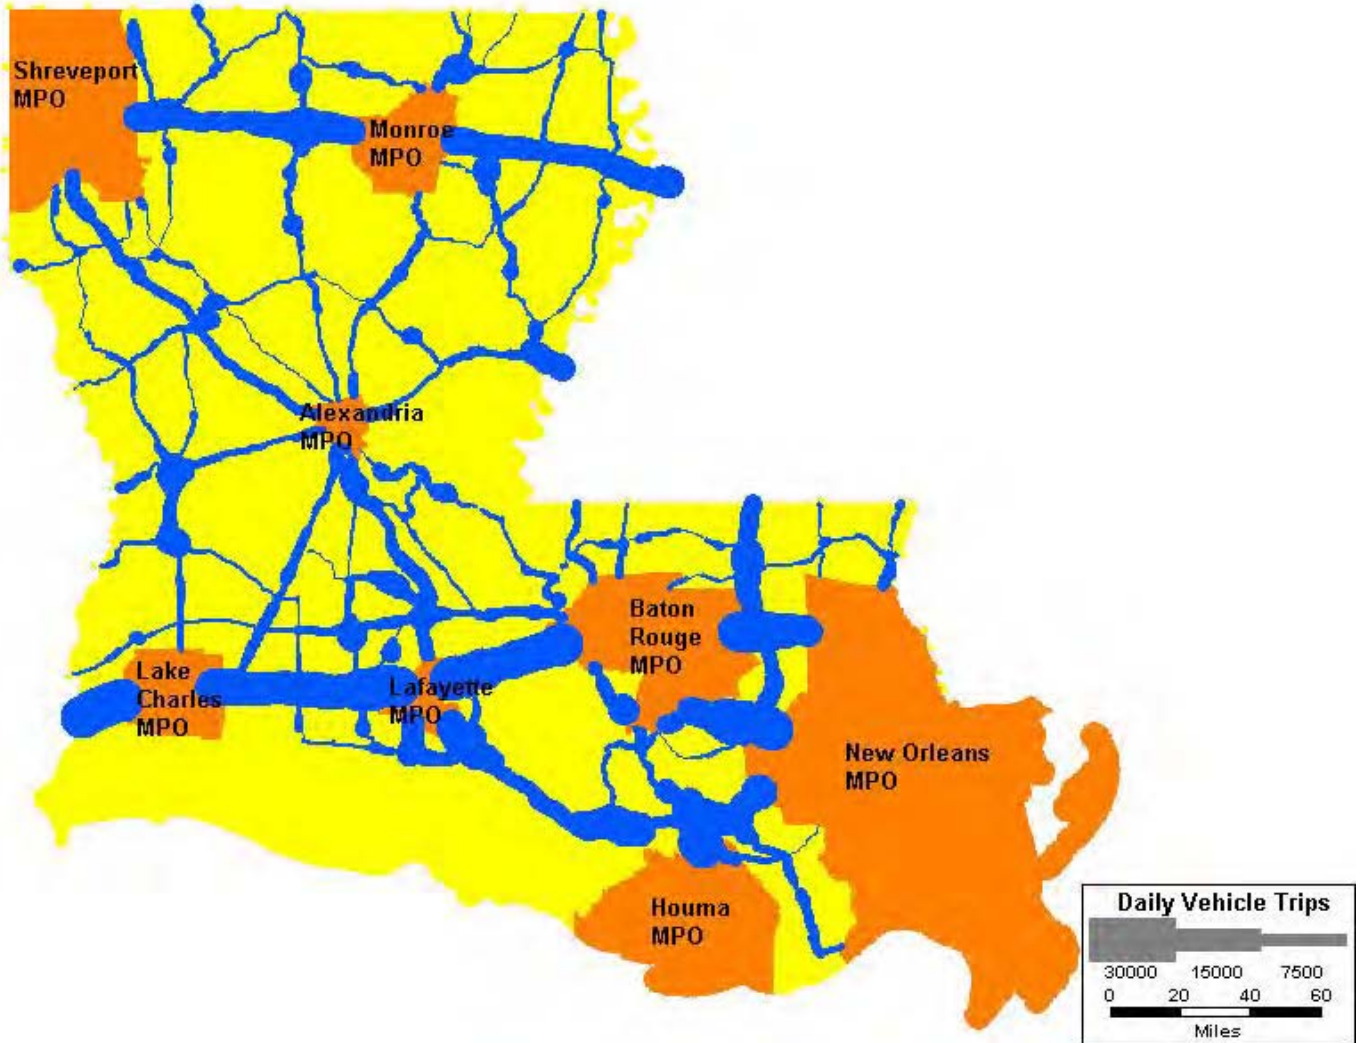 Shreveport
MPO
Monroe
MPO
Alexandria
MPO
Baton
Rouge
MPO
Lake
Charles
MPO
Lafayette
MPO
New Orleans
MPO
Houma
MPO
Daily Vehicle Trips
30000 15000 7500
0 20 40 60
Miles